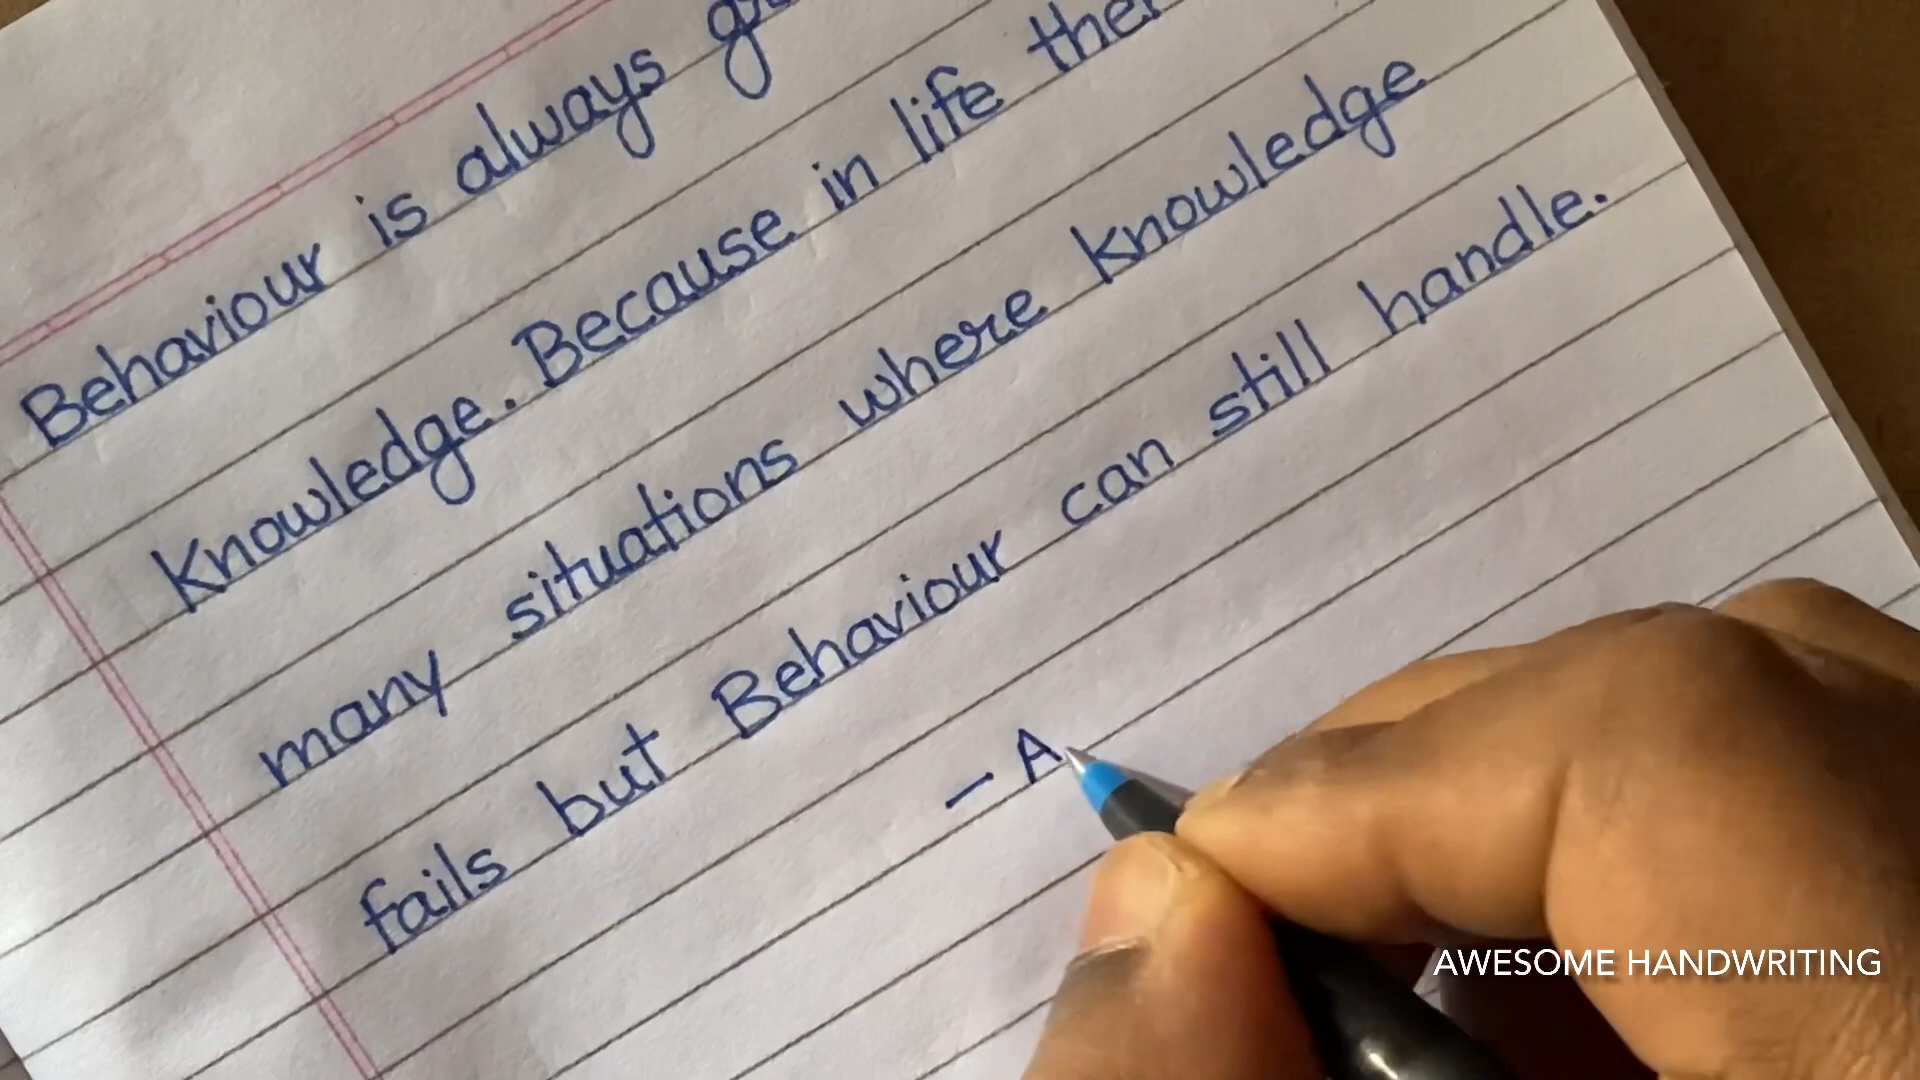 Behaviour is always
Knowledge. Because in life
many situations where knowledge
fails but Behaviour can still handle.
- A
AWESOME HANDWRITING